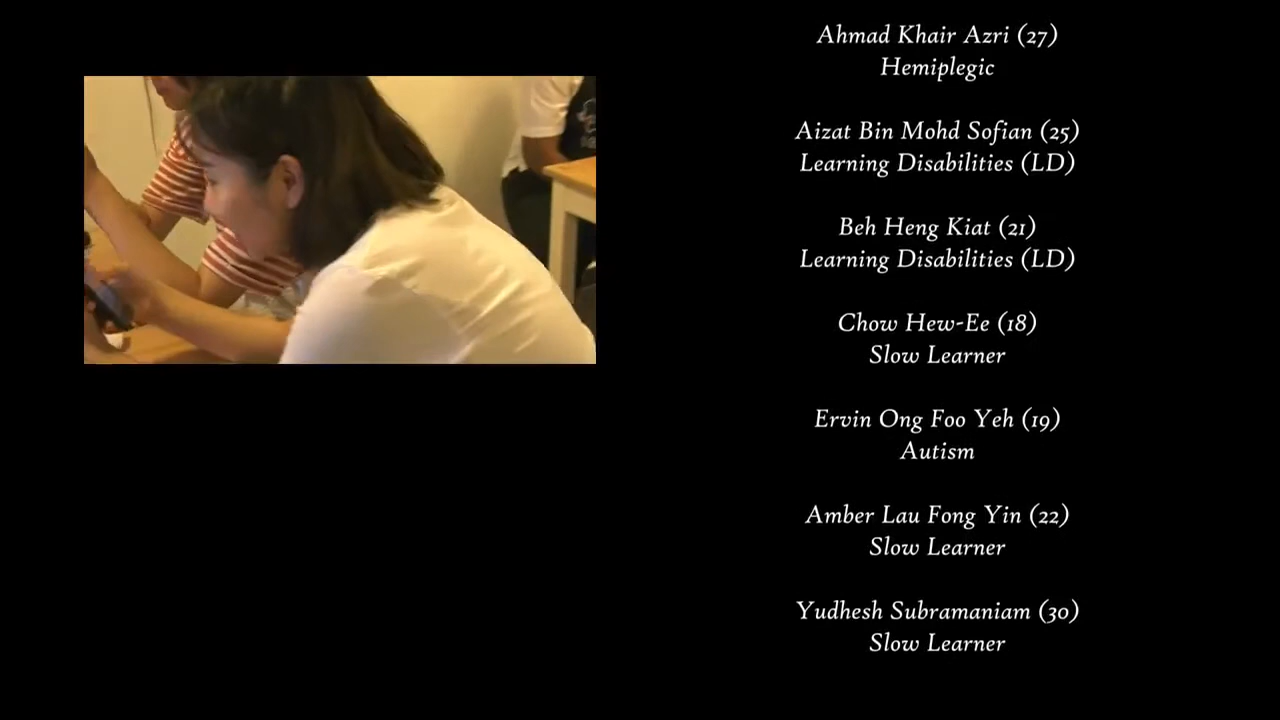 Ahmad Khair Azri (27)
Hemiplegic
Aizat Bin Mohd Sofian (25)
Learning Disabilities (LD)
Beh Heng Kiat (21)
Learning Disabilities (LD)
Chow Hew-Ee (18)
Slow Learner
Ervin Ong Foo Yeh (19)
Autism
Amber Lau Fong Yin (22)
Slow Learner
Yudhesh Subramaniam (30)
Slow Learner